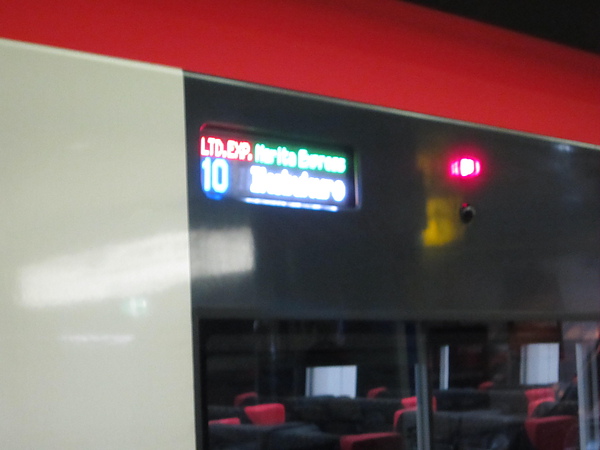 LTD.EXP. Narita Express
10 Ikebukuro